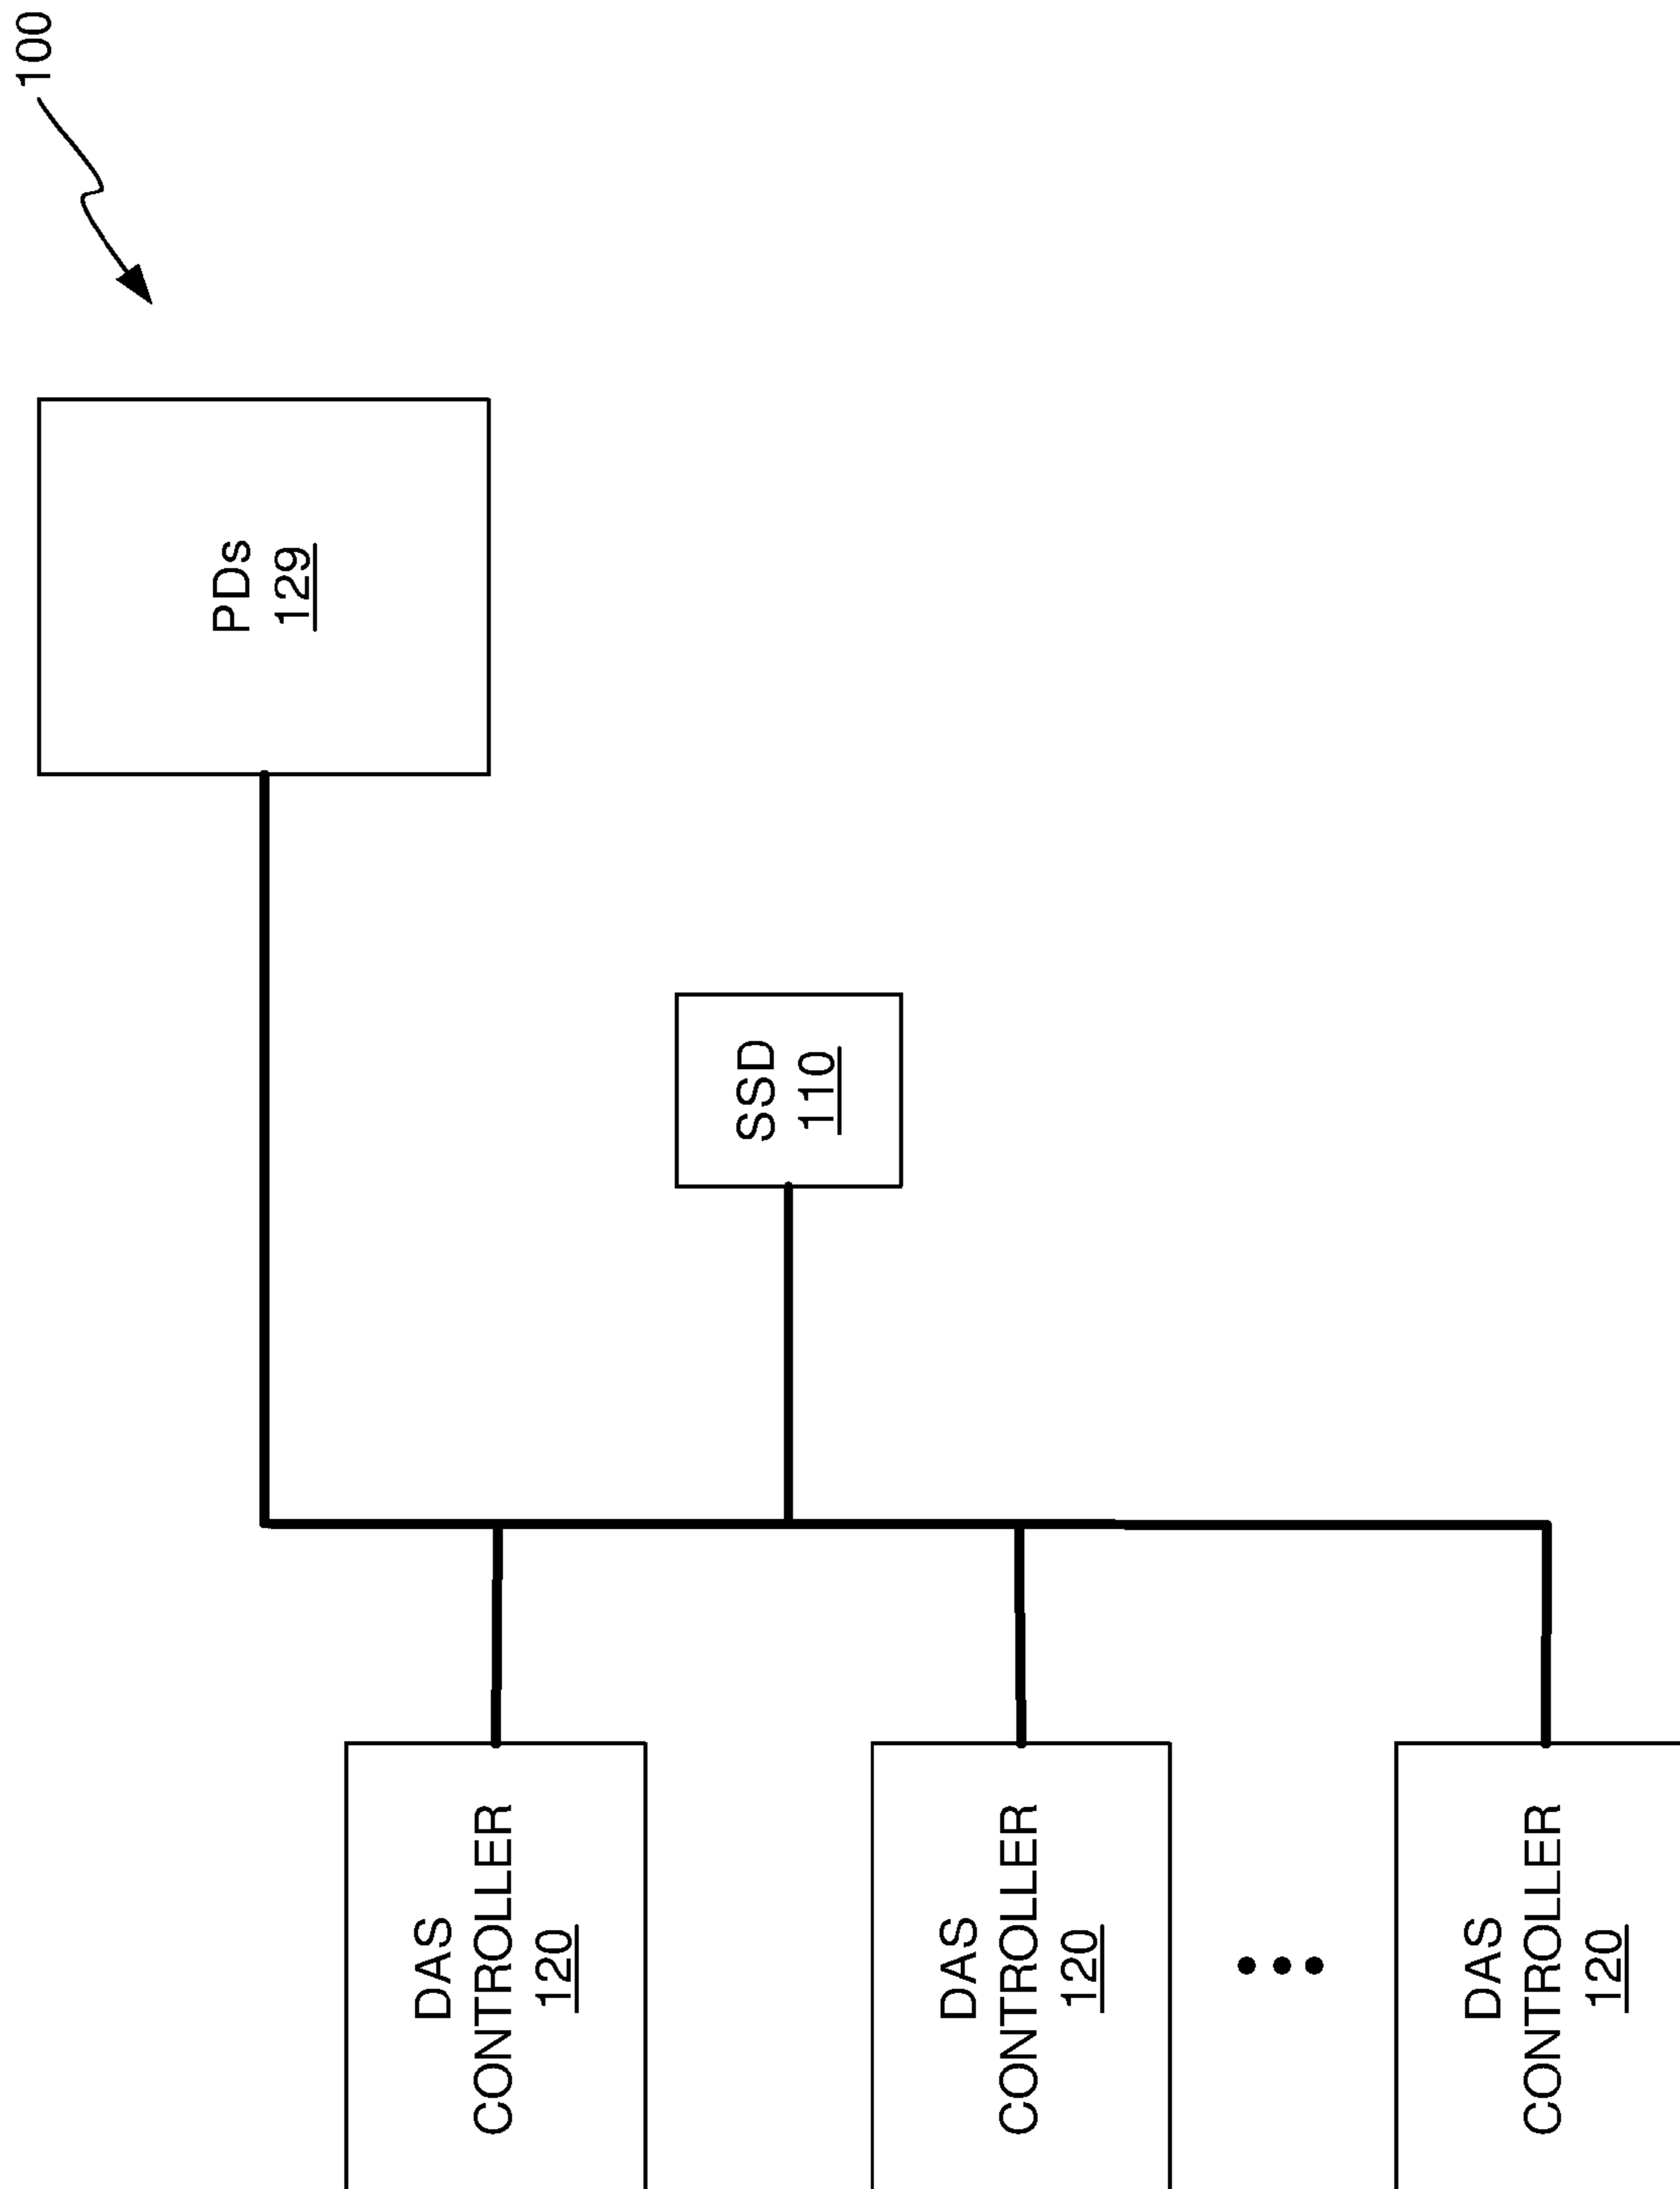 100
PDs
129
SSD
110
DAS
CONTROLLER
120
DAS
CONTROLLER
120
DAS
CONTROLLER
120